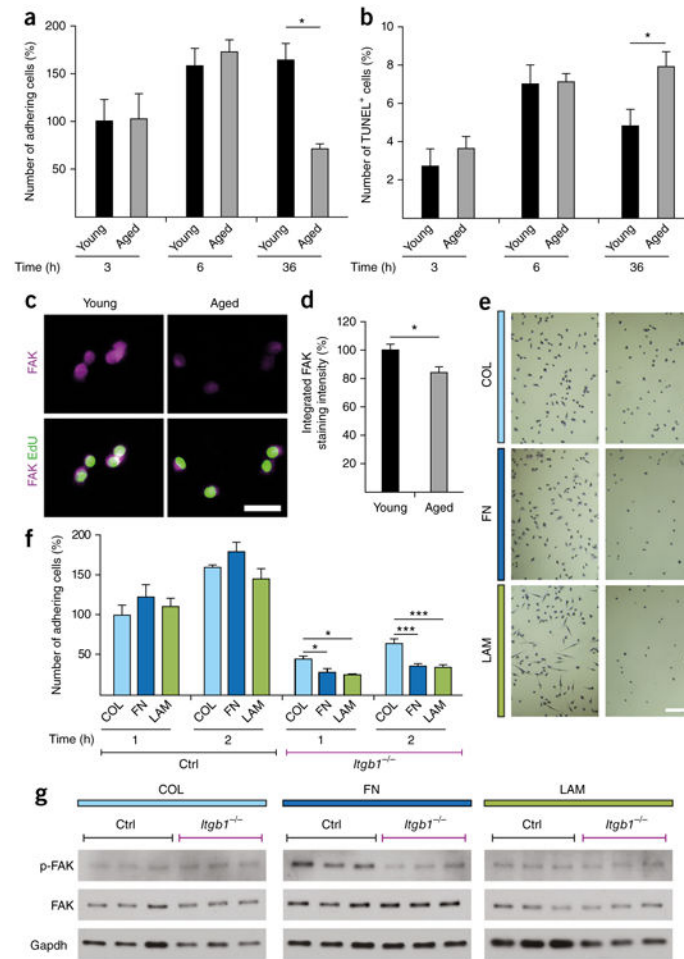 a
Number of adhering cells (%)
200
150
100
50
*
Young
Aged
Young
Aged
Young
Aged
Time (h)
3
6
36
b
Number of TUNEL+ cells (%)
10
8
6
4
2
*
Young
Aged
Young
Aged
Young
Aged
Time (h)
3
6
36
c
Young
Aged
FAK
FAK EdU
d
Integrated FAK
staining intensity (%)
140
120
100
80
60
40
20
*
Young
Aged
e
COL
FN
LAM
f
Number of adhering cells (%)
200
150
100
50
*
*
***
***
COL
FN
LAM
COL
FN
LAM
COL
FN
LAM
COL
FN
LAM
Time (h)
1
2
1
2
Ctrl
Itgb1–/–
g
COL
FN
LAM
Ctrl
Itgb1–/–
Ctrl
Itgb1–/–
Ctrl
Itgb1–/–
p-FAK
FAK
Gapdh